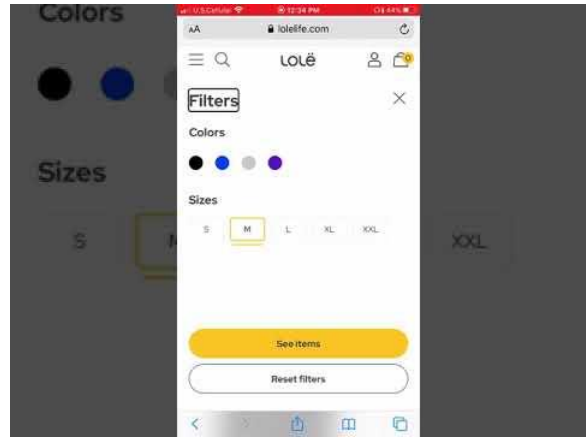 Colors
Sizes
S
M
XXL
U.S.Cellular
12:34 PM
44%
AA
lolelife.com
LOLË
0
Filters
Colors
Sizes
S M L XL XXL
See items
Reset filters